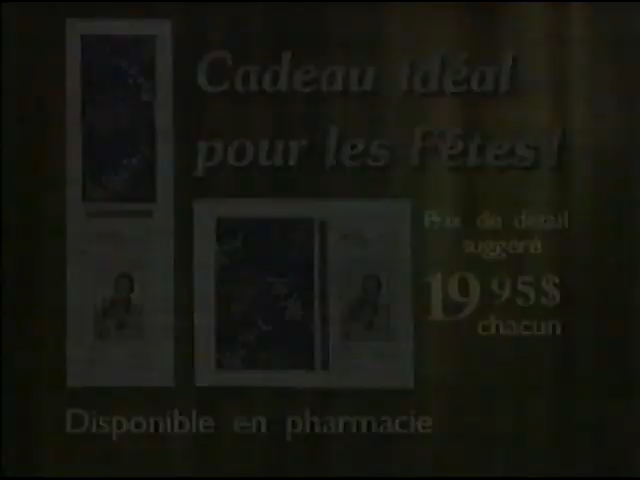 Cadeau idéal
pour les Fêtes!
Prix de détail
suggéré
19 95$
chacun
Disponible en pharmacie